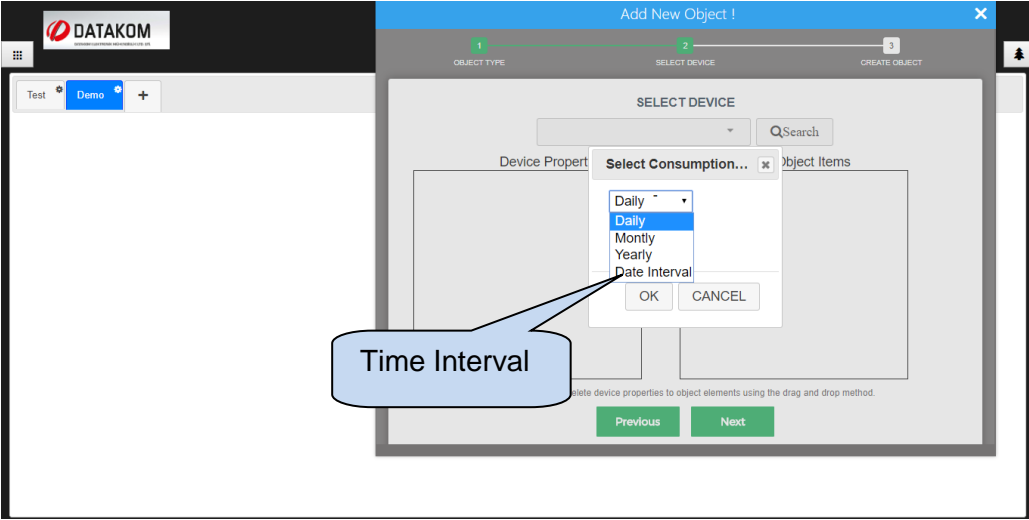 Add New Object !
DATAKOM
1
2
3
OBJECT TYPE
SELECT DEVICE
CREATE OBJECT
Test
Demo
+
SELECT DEVICE
Search
Device Propert
Object Items
Select Consumption...
Daily
Daily
Montly
Yearly
Date Interval
OK
CANCEL
Time Interval
elete device properties to object elements using the drag and drop method.
Previous
Next